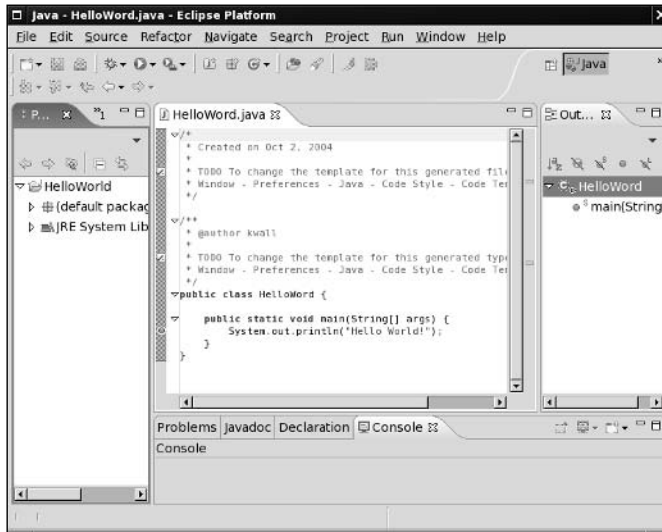 Java - HelloWord.java - Eclipse Platform
File Edit Source Refactor Navigate Search Project Run Window Help
Java
P...
1
HelloWord.java
Out...
HelloWorld
(default packag
JRE System Lib
/*
* Created on Oct 2, 2004
*
* TODO To change the template for this generated file
* Window - Preferences - Java - Code Style - Code Tem
*/
/**
* @author kwall
*
* TODO To change the template for this generated type
* Window - Preferences - Java - Code Style - Code Tem
*/
public class HelloWord {
public static void main(String[] args) {
System.out.println("Hello World!");
}
}
HelloWord
main(String
Problems Javadoc Declaration Console
Console